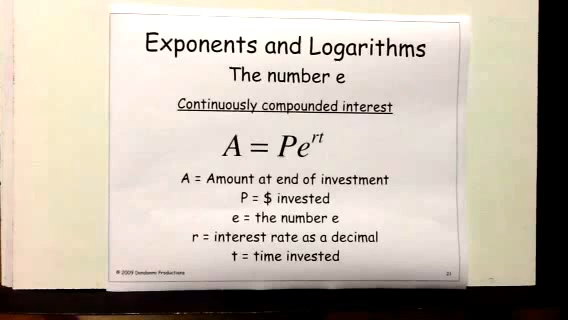 Exponents and Logarithms
The number e
Continuously compounded interest
A = Pe^rt
A = Amount at end of investment
P = $ invested
e = the number e
r = interest rate as a decimal
t = time invested
© 2009 Dandanms Productions
21